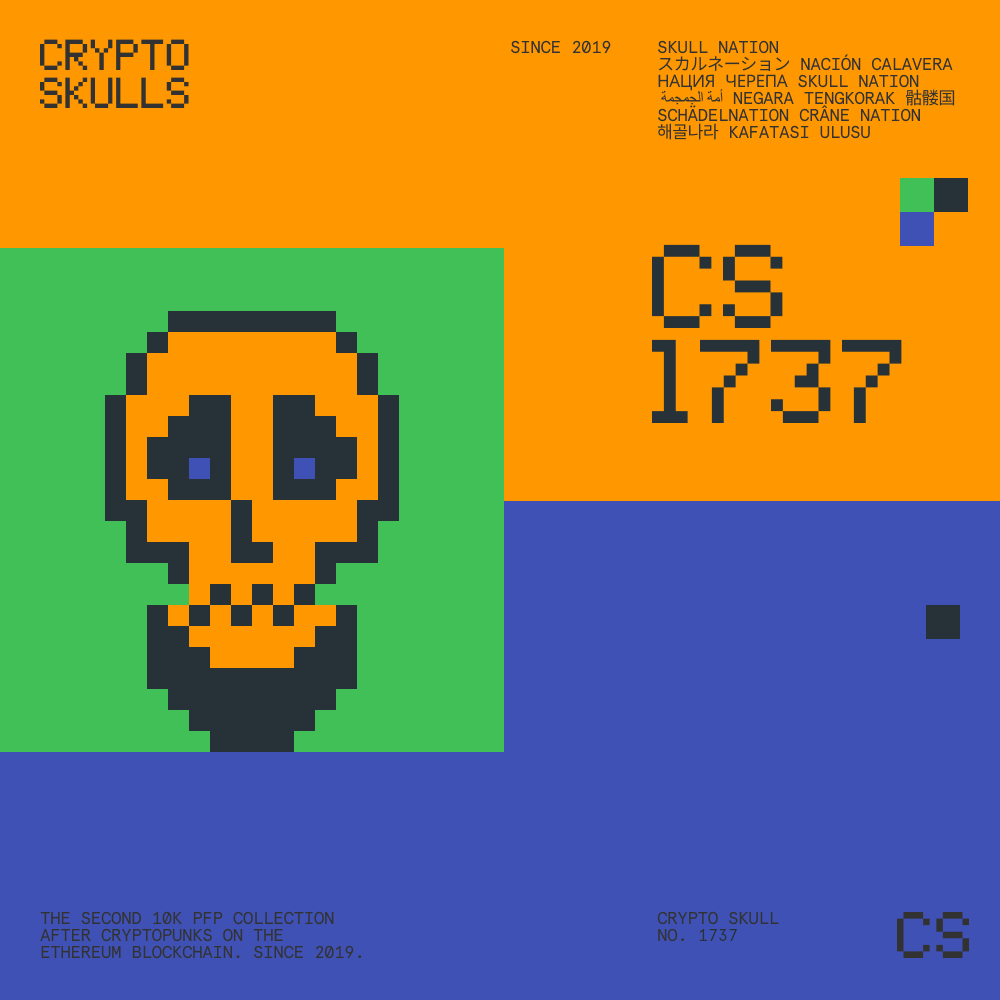 CRYPTO
SKULLS
SINCE 2019
SKULL NATION
スカルネーション NACIÓN CALAVERA
НАЦИЯ ЧЕРЕПА SKULL NATION
أمة الجمجمة NEGARA TENGKORAK 骷髅国
SCHÄDELNATION CRÂNE NATION
해골나라 KAFATASI ULUSU
CS
1737
THE SECOND 10K PFP COLLECTION
AFTER CRYPTOPUNKS ON THE
ETHEREUM BLOCKCHAIN. SINCE 2019.
CRYPTO SKULL
NO. 1737
CS